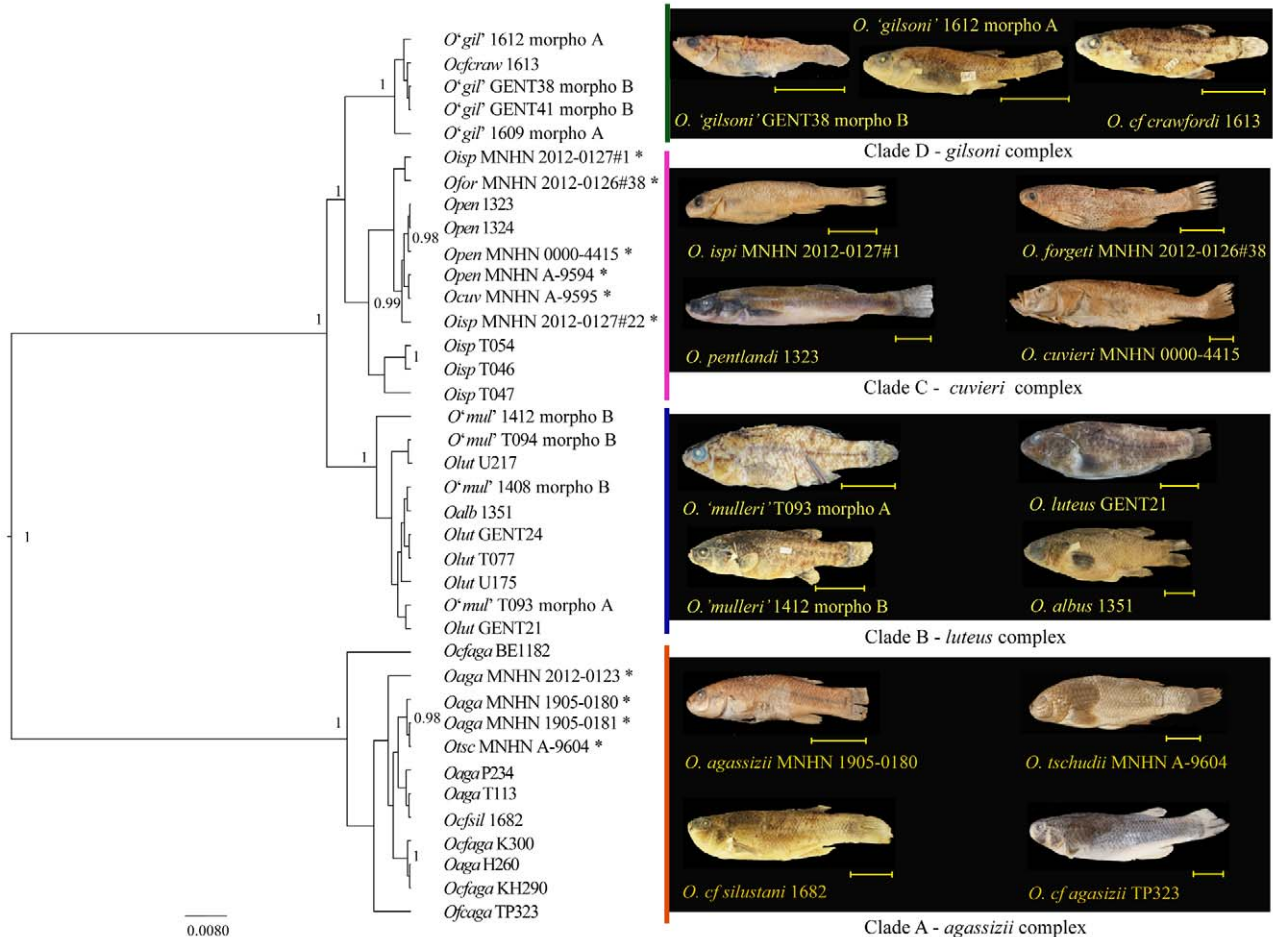 O‘gil’ 1612 morpho A
Ocfcraw 1613
O‘gil’ GENT38 morpho B
O‘gil’ GENT41 morpho B
O‘gil’ 1609 morpho A
Oisp MNHN 2012-0127#1 *
Ofor MNHN 2012-0126#38 *
Open 1323
Open 1324
Open MNHN 0000-4415 *
Open MNHN A-9594 *
Ocuv MNHN A-9595 *
Oisp MNHN 2012-0127#22 *
Oisp T054
Oisp T046
Oisp T047
O‘mul’ 1412 morpho B
O‘mul’ T094 morpho B
Olut U217
O‘mul’ 1408 morpho B
Oalb 1351
Olut GENT24
Olut T077
Olut U175
O‘mul’ T093 morpho A
Olut GENT21
Ocfaga BE1182
Oaga MNHN 2012-0123 *
Oaga MNHN 1905-0180 *
Oaga MNHN 1905-0181 *
Otsc MNHN A-9604 *
Oaga P234
Oaga T113
Ocfsil 1682
Ocfaga K300
Oaga H260
Ocfaga KH290
Ofcaga TP323
1
1
0.98
0.99
1
1
1
1
1
0.98
1
0.0080
O. ‘gilsoni’ 1612 morpho A
O. ‘gilsoni’ GENT38 morpho B
O. cf crawfordi 1613
Clade D - gilsoni complex
O. ispi MNHN 2012-0127#1
O. forgeti MNHN 2012-0126#38
O. pentlandi 1323
O. cuvieri MNHN 0000-4415
Clade C - cuvieri complex
O. ‘mulleri’ T093 morpho A
O. luteus GENT21
O. ‘mulleri’ 1412 morpho B
O. albus 1351
Clade B - luteus complex
O. agassizii MNHN 1905-0180
O. tschudii MNHN A-9604
O. cf silustani 1682
O. cf agasizii TP323
Clade A - agassizii complex